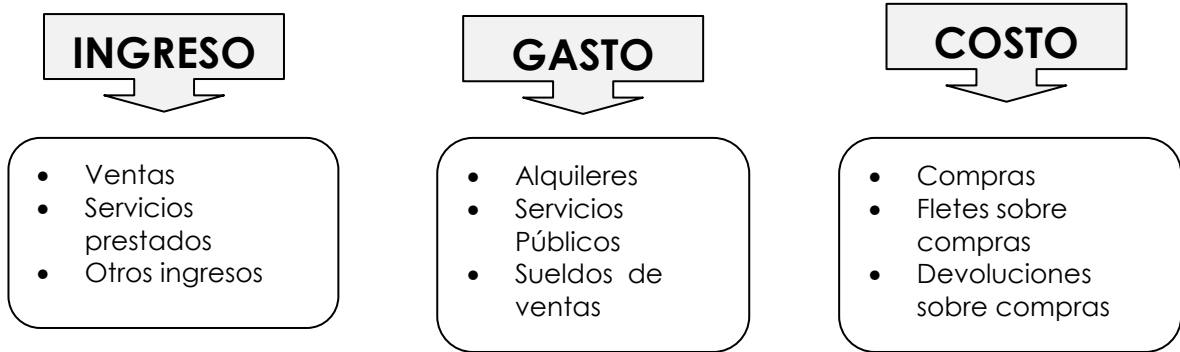 INGRESO
• Ventas
• Servicios
prestados
• Otros ingresos
GASTO
• Alquileres
• Servicios
Públicos
• Sueldos de
ventas
COSTO
• Compras
• Fletes sobre
compras
• Devoluciones
sobre compras